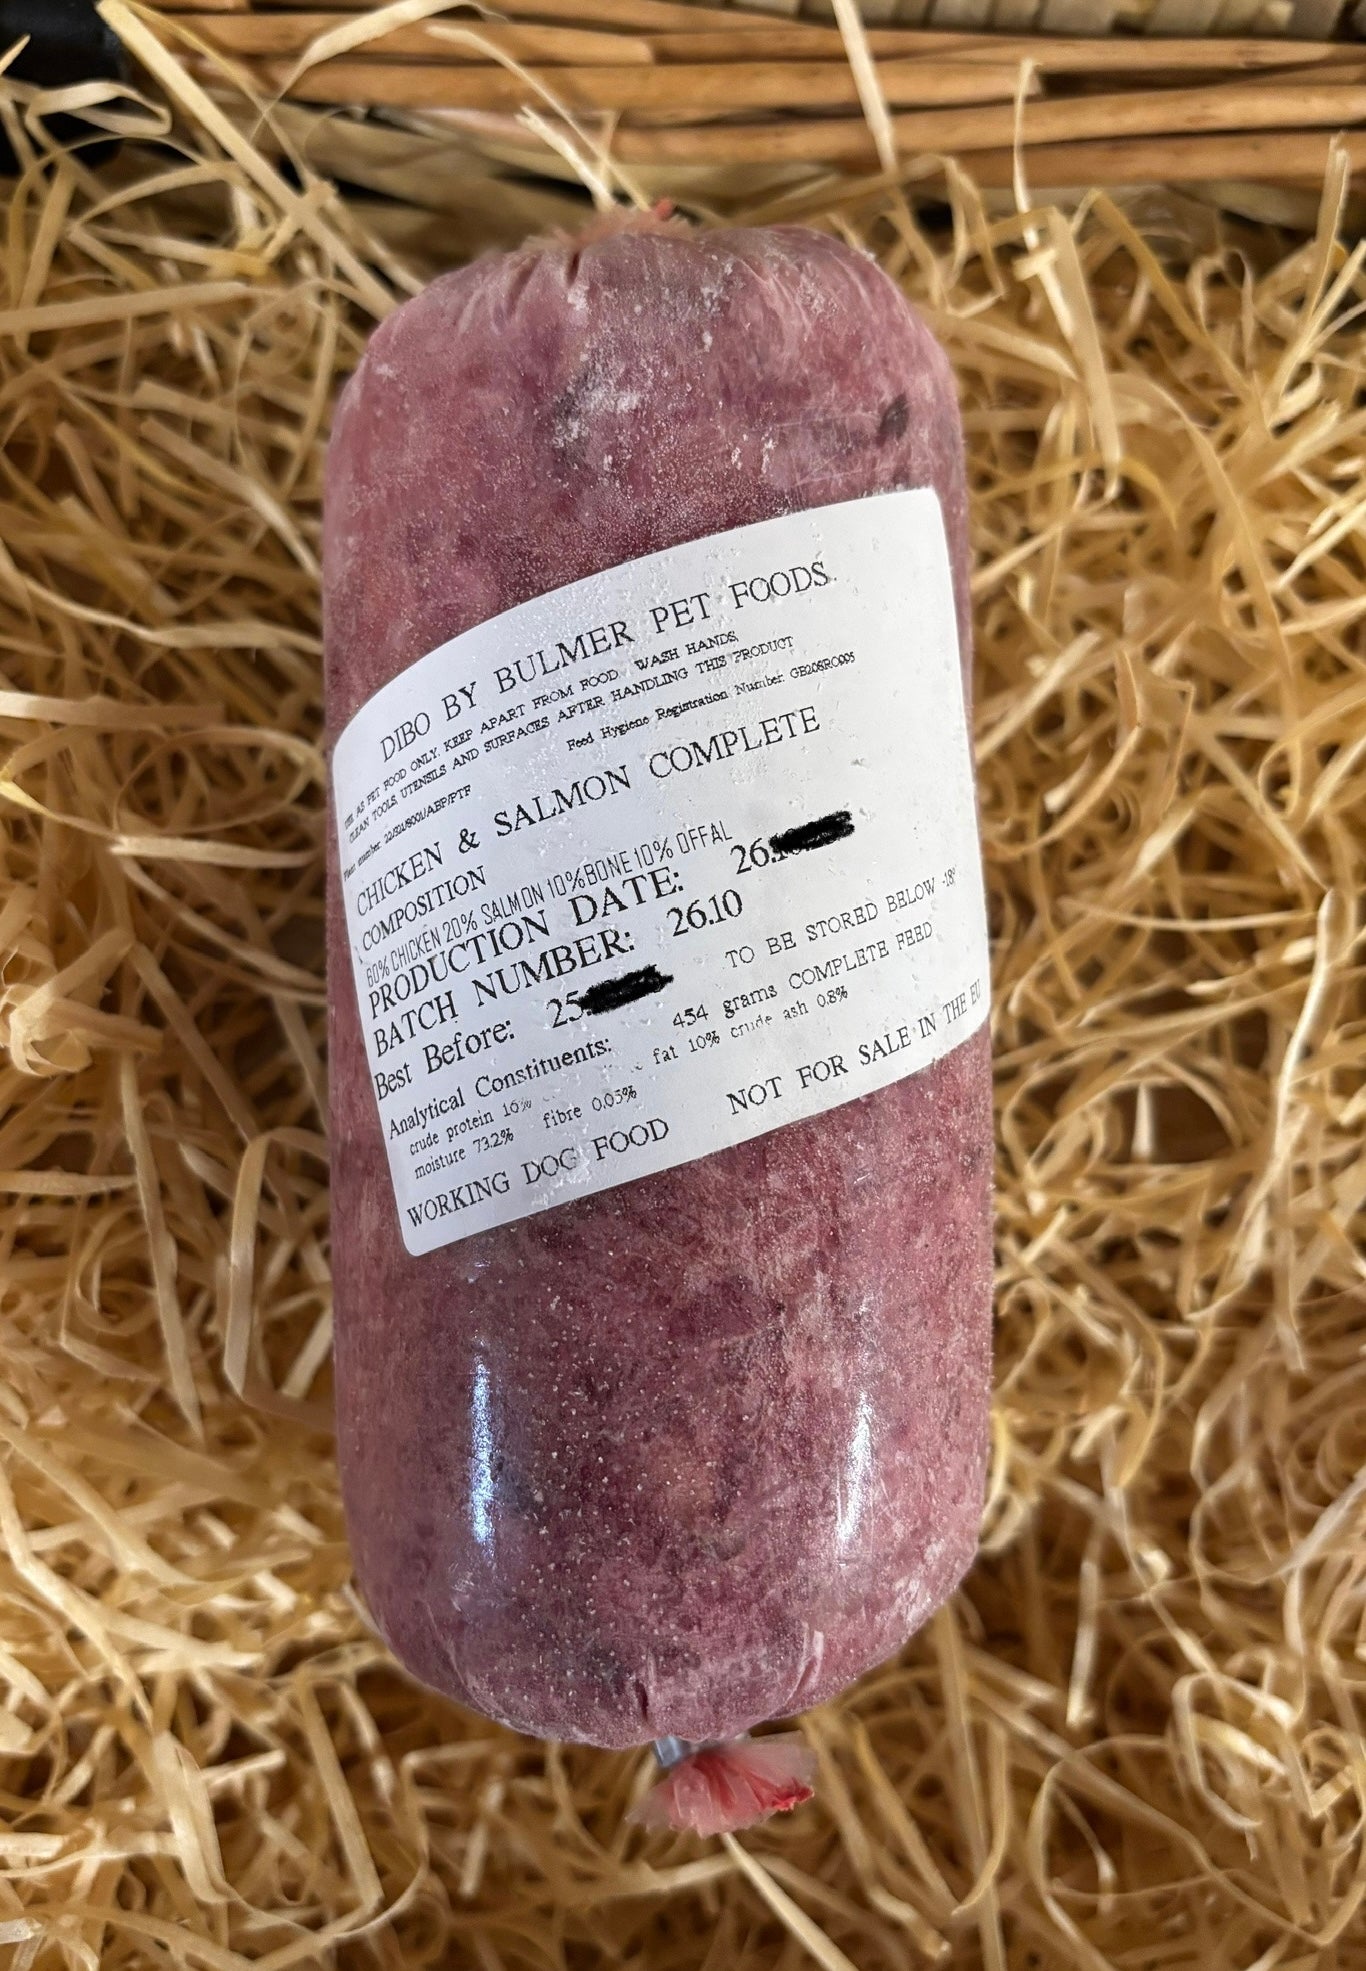 DIBO BY BULMER PET FOODS.
AS PET FOOD ONLY. KEEP APART FROM FOOD. WASH HANDS,
CLEAN TOOLS, UTENSILS AND SURFACES AFTER HANDLING THIS PRODUCT
Feed Hygiene Registration Number
CHICKEN & SALMON COMPLETE
COMPOSITION
CHICKEN 20% SALMON 10% BONE 10% OFFAL
PRODUCTION DATE: 26.
BATCH NUMBER: 26.10
Best Before: 25. TO BE STORED BELOW -18°
454 grams COMPLETE FEED
Analytical Constituents:
crude protein 16% fat 10% crude ash 0.8%
moisture 73.2% fibre 0.05%
WORKING DOG FOOD NOT FOR SALE IN THE EU